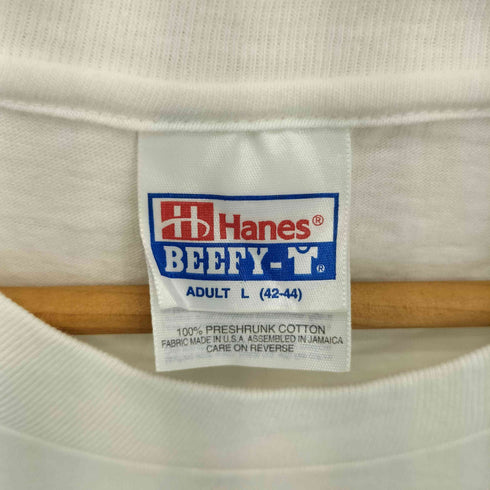 Hanes®
BEEFY-T®
ADULT L (42-44)
100% PRESHRUNK COTTON
FABRIC MADE IN U.S.A. ASSEMBLED IN JAMAICA
CARE ON REVERSE